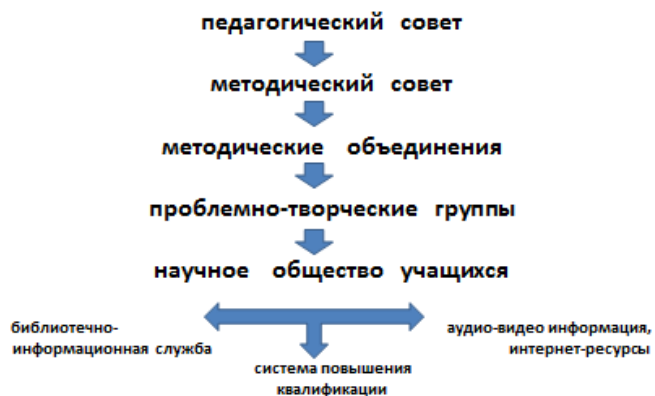 педагогический совет
методический совет
методические объединения
проблемно-творческие группы
научное общество учащихся
библиотечно-
информационная служба
аудио-видео информация,
интернет-ресурсы
система повышения
квалификации